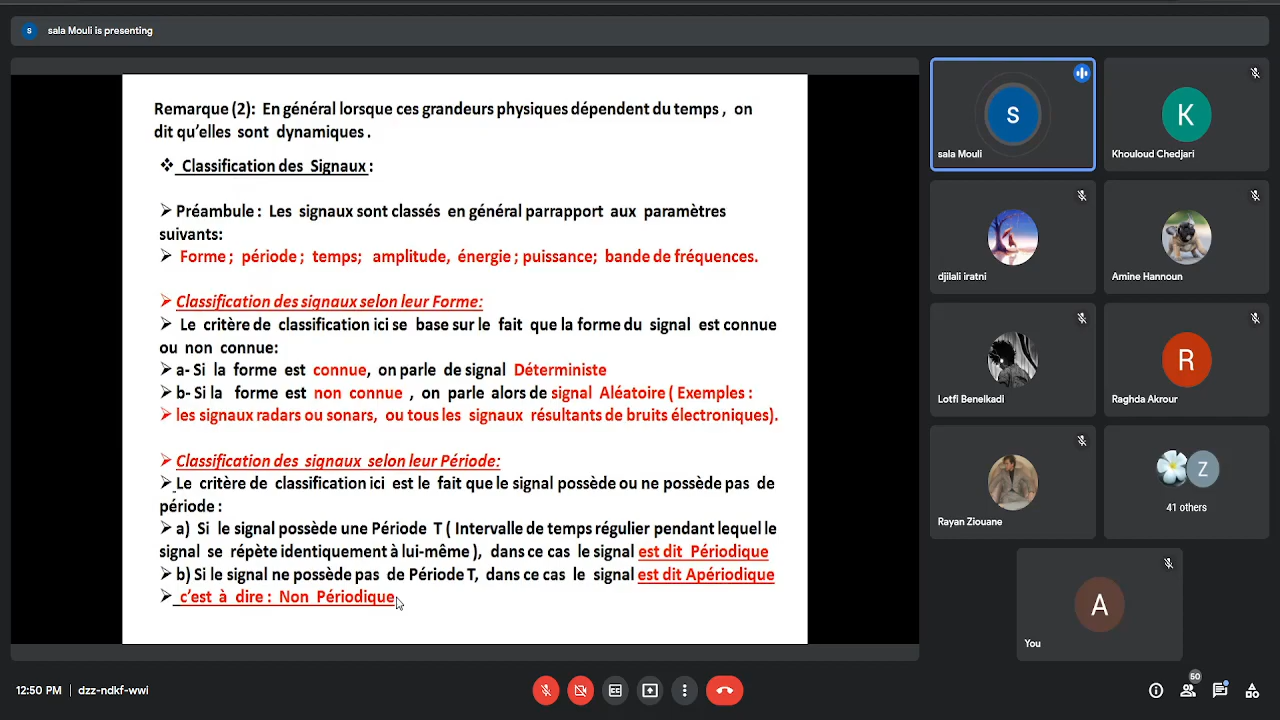 S
sala Mouli is presenting
Remarque (2): En général lorsque ces grandeurs physiques dépendent du temps , on
dit qu'elles sont dynamiques .
❖ Classification des Signaux :
➢ Préambule : Les signaux sont classés en général parrapport aux paramètres
suivants:
➢ Forme ; période ; temps; amplitude, énergie ; puissance; bande de fréquences.
➢ Classification des signaux selon leur Forme:
➢ Le critère de classification ici se base sur le fait que la forme du signal est connue
ou non connue:
➢ a- Si la forme est connue, on parle de signal Déterministe
➢ b- Si la forme est non connue , on parle alors de signal Aléatoire ( Exemples :
➢ les signaux radars ou sonars, ou tous les signaux résultants de bruits électroniques).
➢ Classification des signaux selon leur Période:
➢ Le critère de classification ici est le fait que le signal possède ou ne possède pas de
période :
➢ a) Si le signal possède une Période T ( Intervalle de temps régulier pendant lequel le
signal se répète identiquement à lui-même ), dans ce cas le signal est dit Périodique
➢ b) Si le signal ne possède pas de Période T, dans ce cas le signal est dit Apériodique
➢ c'est à dire : Non Périodique
S
sala Mouli
K
Khouloud Chedjari
djilali iratni
Amine Hannoun
Lotfi Benelkadi
R
Raghda Akrour
Rayan Ziouane
Z
41 others
A
You
12:50 PM | dzz-ndkf-wwi
50